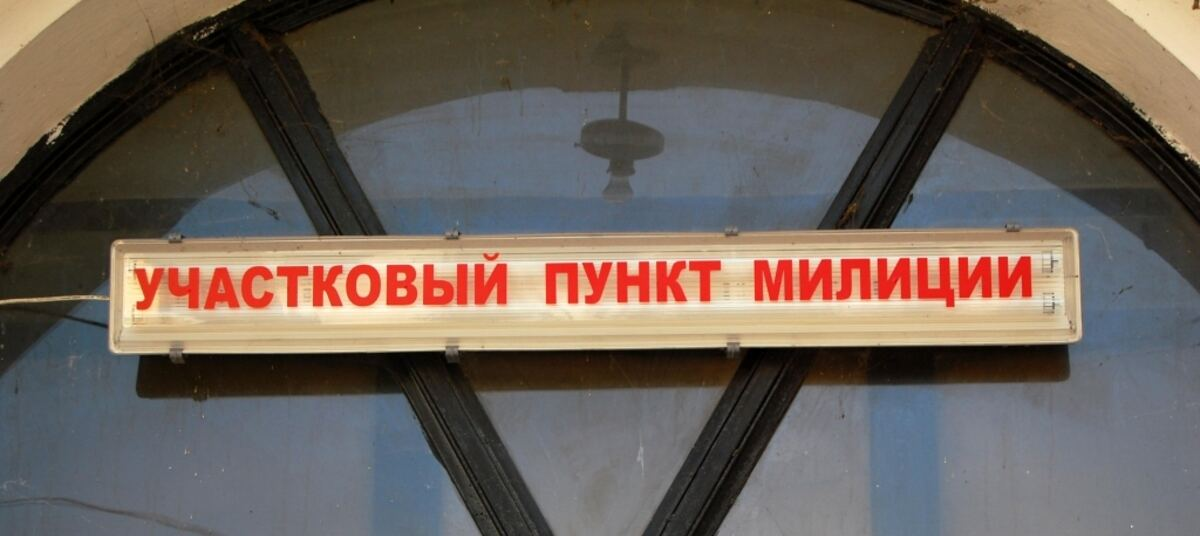 УЧАСТКОВЫЙ ПУНКТ МИЛИЦИИ